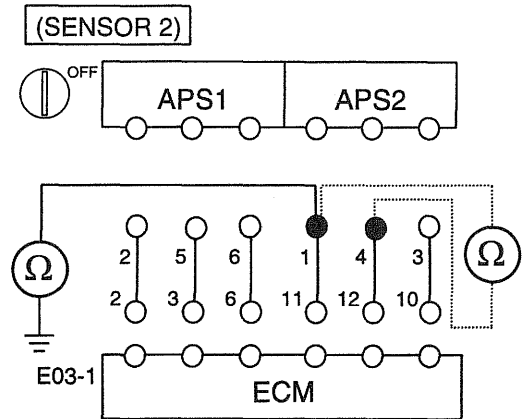 (SENSOR 2)
OFF
APS1 APS2
Ω Ω
2 5 6 1 4 3
2 3 6 11 12 10
E03-1
ECM